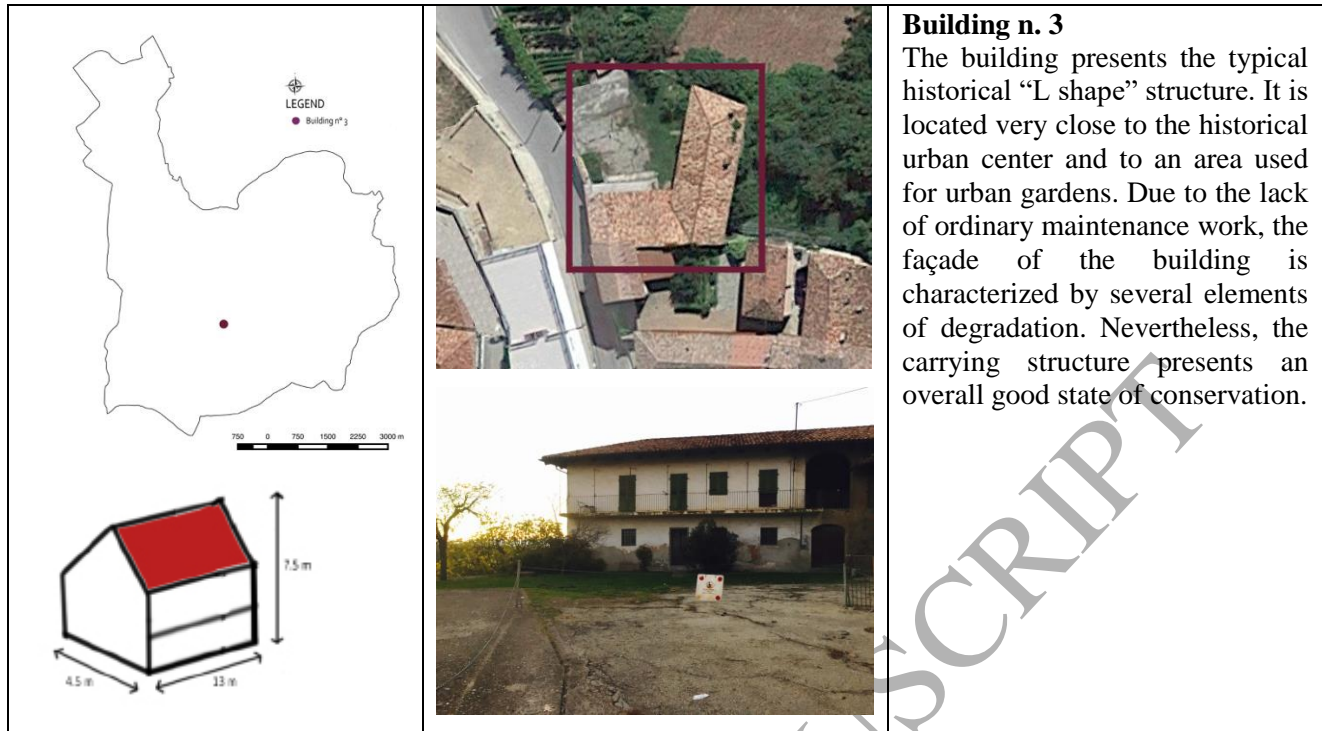 LEGEND
Building n° 3
750 0 750 1500 2250 3000 m
7.5 m
4.5 m
13 m
Building n. 3
The building presents the typical
historical “L shape” structure. It is
located very close to the historical
urban center and to an area used
for urban gardens. Due to the lack
of ordinary maintenance work, the
façade of the building is
characterized by several elements
of degradation. Nevertheless, the
carrying structure presents an
overall good state of conservation.
USCRIPT